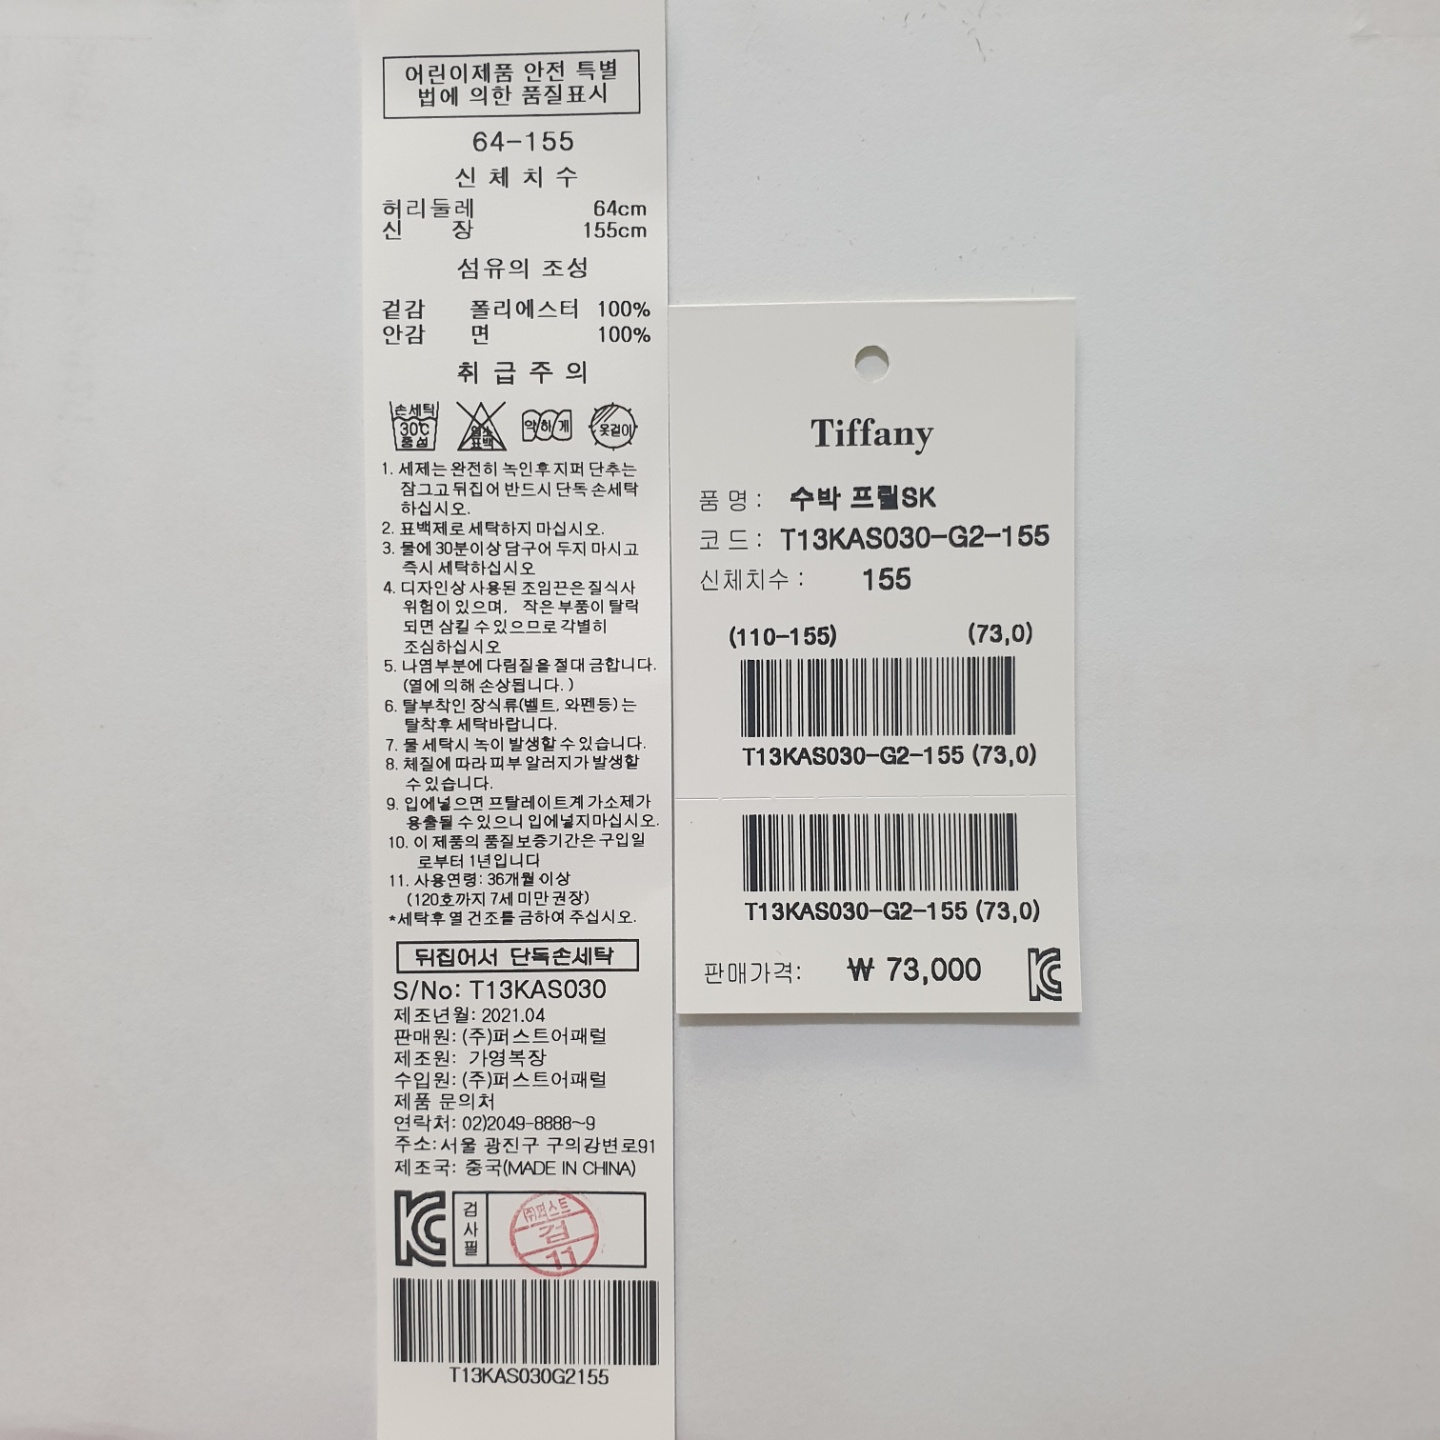 어린이제품 안전 특별
법에 의한 품질표시
64-155
신 체 치 수
허리둘레 64cm
신 장 155cm
섬유의 조성
겉감 폴리에스터 100%
안감 면 100%
취 급 주 의
손세탁
30℃
중성
염소
표백
약하게
옷걸이
1. 세제는 완전히 녹인후 지퍼 단추는
잠그고 뒤집어 반드시 단독 손세탁
하십시오.
2. 표백제로 세탁하지 마십시오.
3. 물에 30분이상 담구어 두지 마시고
즉시 세탁하십시오
4. 디자인상 사용된 조임끈은 질식사
위험이 있으며, 작은 부품이 탈락
되면 삼킬 수 있으므로 각별히
조심하십시오
5. 나염부분에 다림질을 절대 금합니다.
(열에 의해 손상됩니다.)
6. 탈부착인 장식류(벨트, 와펜등)는
탈착후 세탁바랍니다.
7. 물 세탁시 녹이 발생할 수 있습니다.
8. 체질에 따라 피부 알러지가 발생할
수 있습니다.
9. 입에넣으면 프탈레이트계 가소제가
용출될 수 있으니 입에넣지마십시오.
10. 이 제품의 품질보증기간은 구입일
로부터 1년입니다
11. 사용연령: 36개월 이상
(120호까지 7세 미만 권장)
*세탁후 열 건조를 금하여 주십시오.
뒤집어서 단독손세탁
S/No: T13KAS030
제조년월: 2021.04
판매원: (주)퍼스트어패럴
제조원: 가영복장
수입원: (주)퍼스트어패럴
제품 문의처
연락처: 02)2049-8888~9
주소: 서울 광진구 구의강변로91
제조국: 중국(MADE IN CHINA)
KC
검사필
㈜퍼스트
검
11
T13KAS030G2155
Tiffany
품 명 : 수박 프릴SK
코 드 : T13KAS030-G2-155
신체치수 : 155
(110-155) (73,0)
T13KAS030-G2-155 (73,0)
T13KAS030-G2-155 (73,0)
판매가격: ₩ 73,000
KC